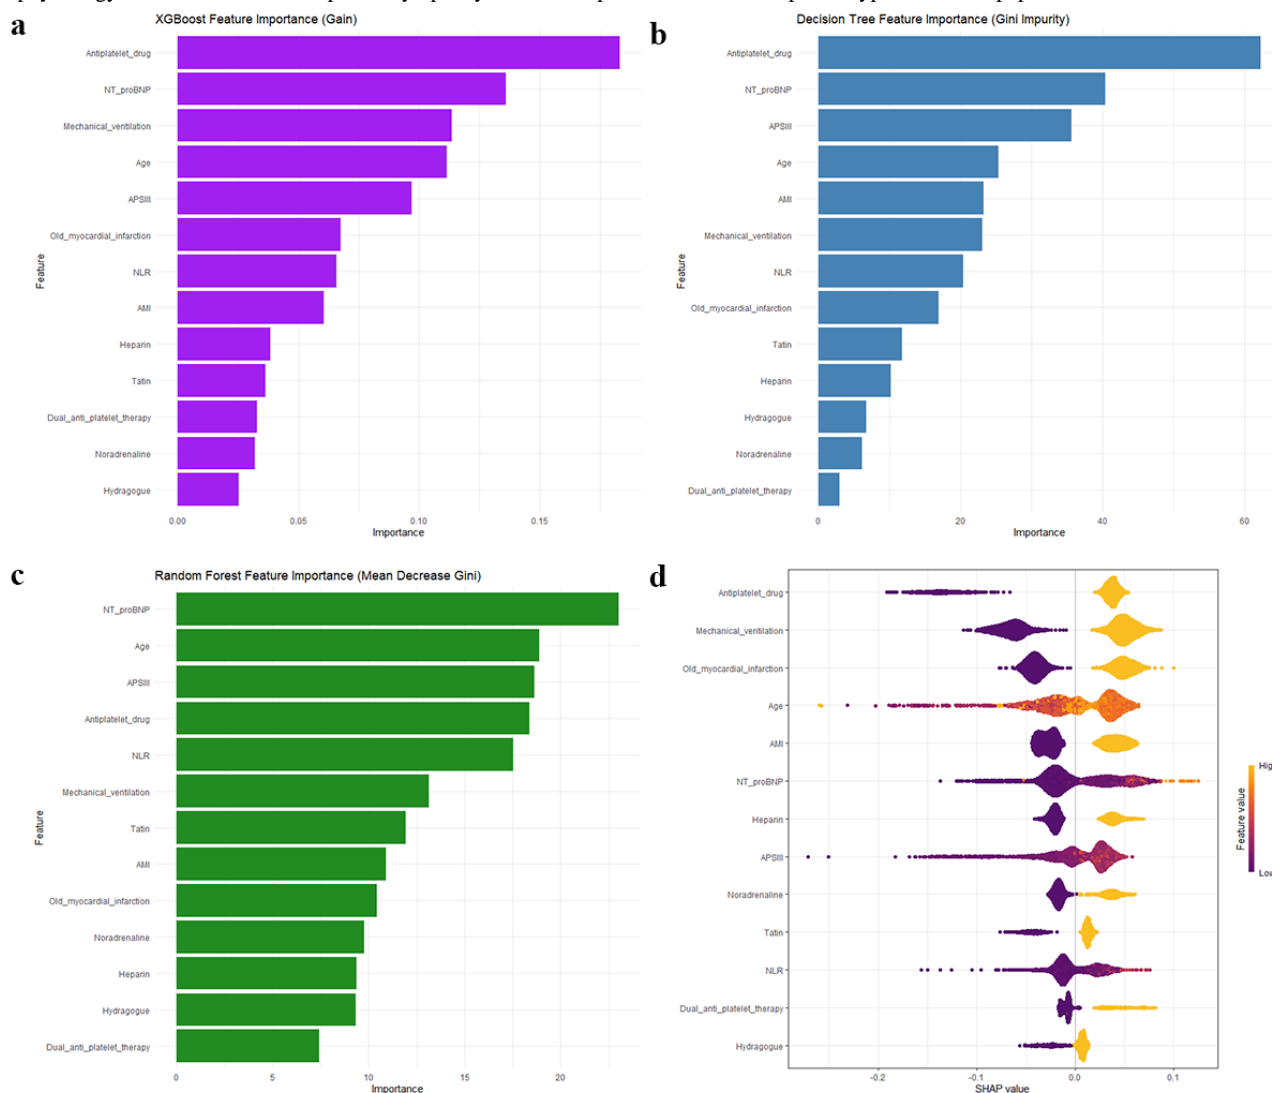 a
XGBoost Feature Importance (Gain)
Antiplatelet_drug
NT_proBNP
Mechanical_ventilation
Age
APSIII
Old_myocardial_infarction
NLR
AMI
Heparin
Tatin
Dual_anti_platelet_therapy
Noradrenaline
Hydragogue
Feature
0.00 0.05 0.10 0.15
Importance
b
Decision Tree Feature Importance (Gini Impurity)
Antiplatelet_drug
NT_proBNP
APSIII
Age
AMI
Mechanical_ventilation
NLR
Old_myocardial_infarction
Tatin
Heparin
Hydragogue
Noradrenaline
Dual_anti_platelet_therapy
Feature
0 20 40 60
Importance
c
Random Forest Feature Importance (Mean Decrease Gini)
NT_proBNP
Age
APSIII
Antiplatelet_drug
NLR
Mechanical_ventilation
Tatin
AMI
Old_myocardial_infarction
Noradrenaline
Heparin
Hydragogue
Dual_anti_platelet_therapy
Feature
0 5 10 15 20
Importance
d
Antiplatelet_drug
Mechanical_ventilation
Old_myocardial_infarction
Age
AMI
NT_proBNP
Heparin
APSIII
Noradrenaline
Tatin
NLR
Dual_anti_platelet_therapy
Hydragogue
-0.2 -0.1 0.0 0.1
SHAP value
Feature value
Hig
Low